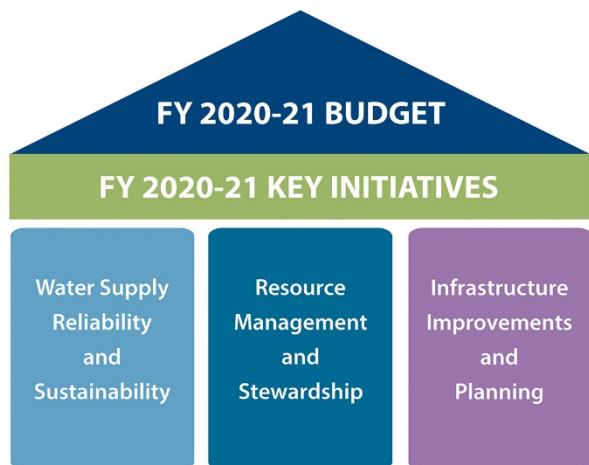 FY 2020-21 BUDGET
FY 2020-21 KEY INITIATIVES
Water Supply
Reliability
and
Sustainability
Resource
Management
and
Stewardship
Infrastructure
Improvements
and
Planning